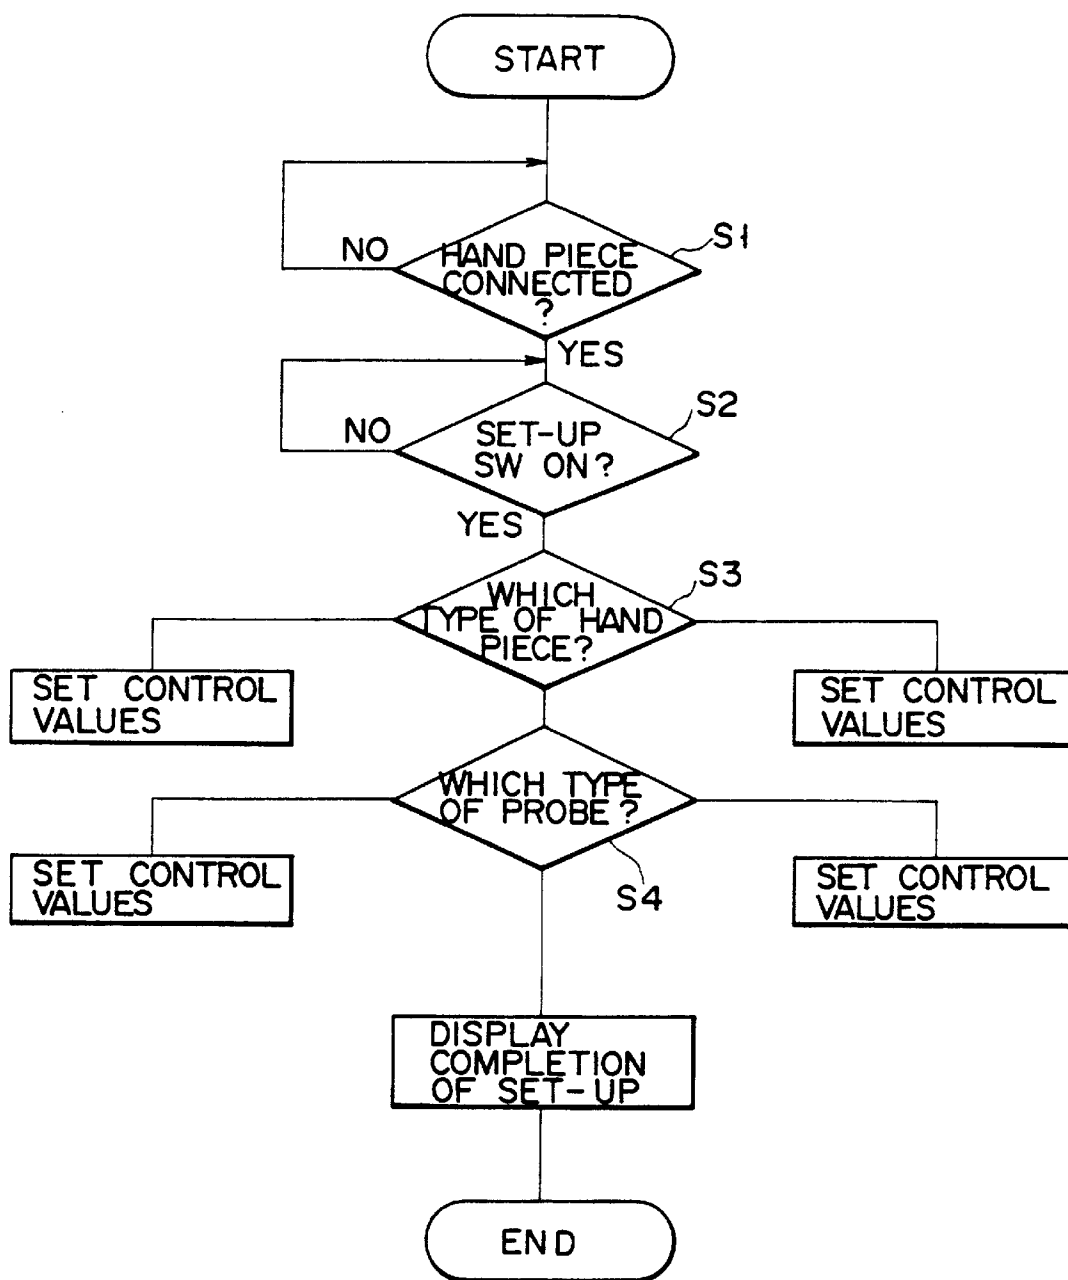 START
NO
HAND PIECE
CONNECTED
?
S1
YES
NO
SET-UP
SW ON?
S2
YES
WHICH
TYPE OF HAND
PIECE?
S3
SET CONTROL
VALUES
SET CONTROL
VALUES
WHICH TYPE
OF PROBE?
S4
SET CONTROL
VALUES
SET CONTROL
VALUES
DISPLAY
COMPLETION
OF SET-UP
END